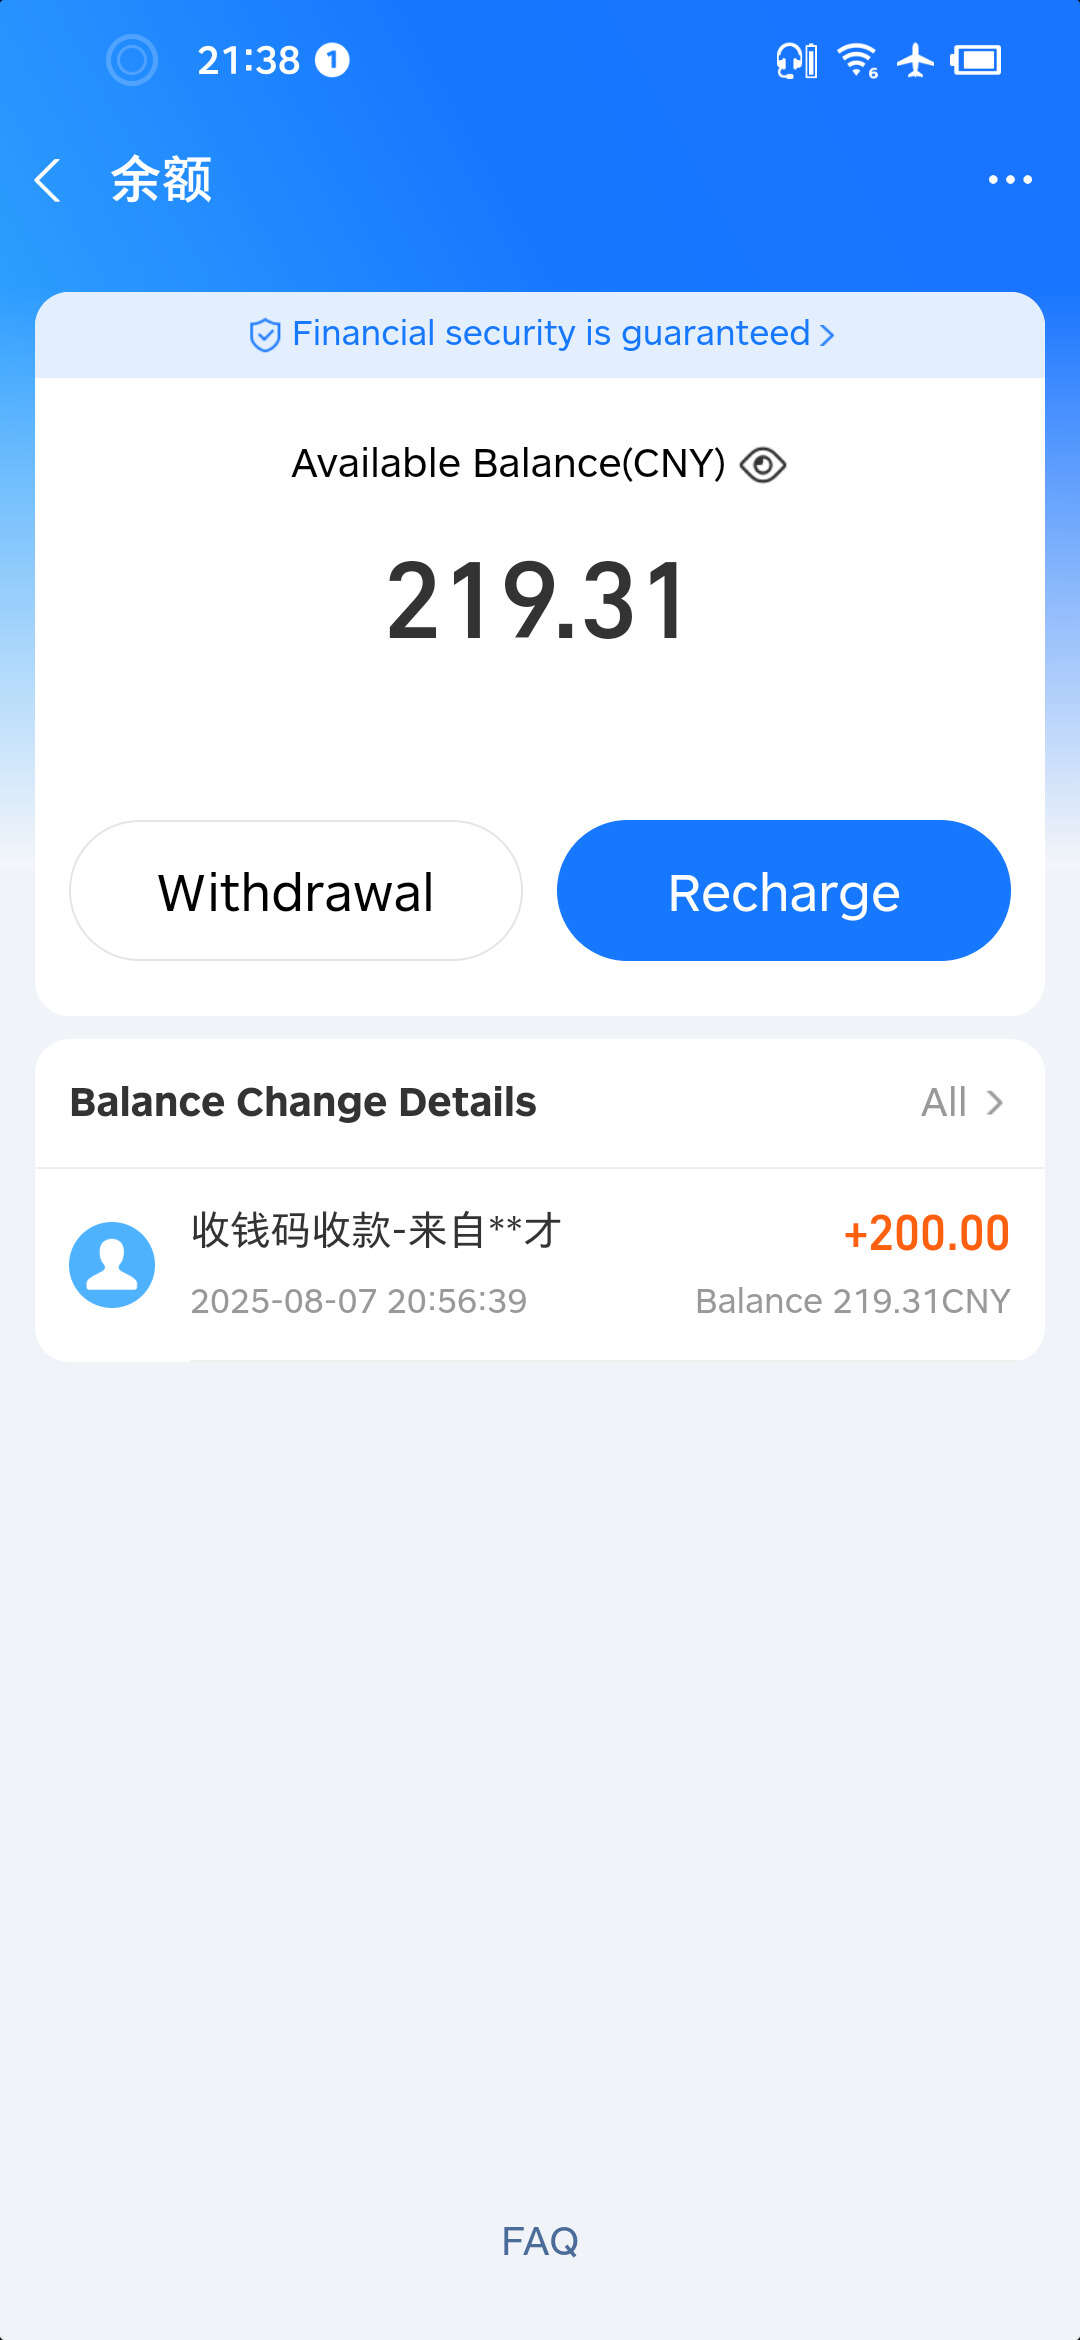 21:38 1
6
余额
Financial security is guaranteed
Available Balance(CNY)
219.31
Withdrawal
Recharge
Balance Change Details
All
收钱码收款-来自**才
+200.00
2025-08-07 20:56:39
Balance 219.31CNY
FAQ